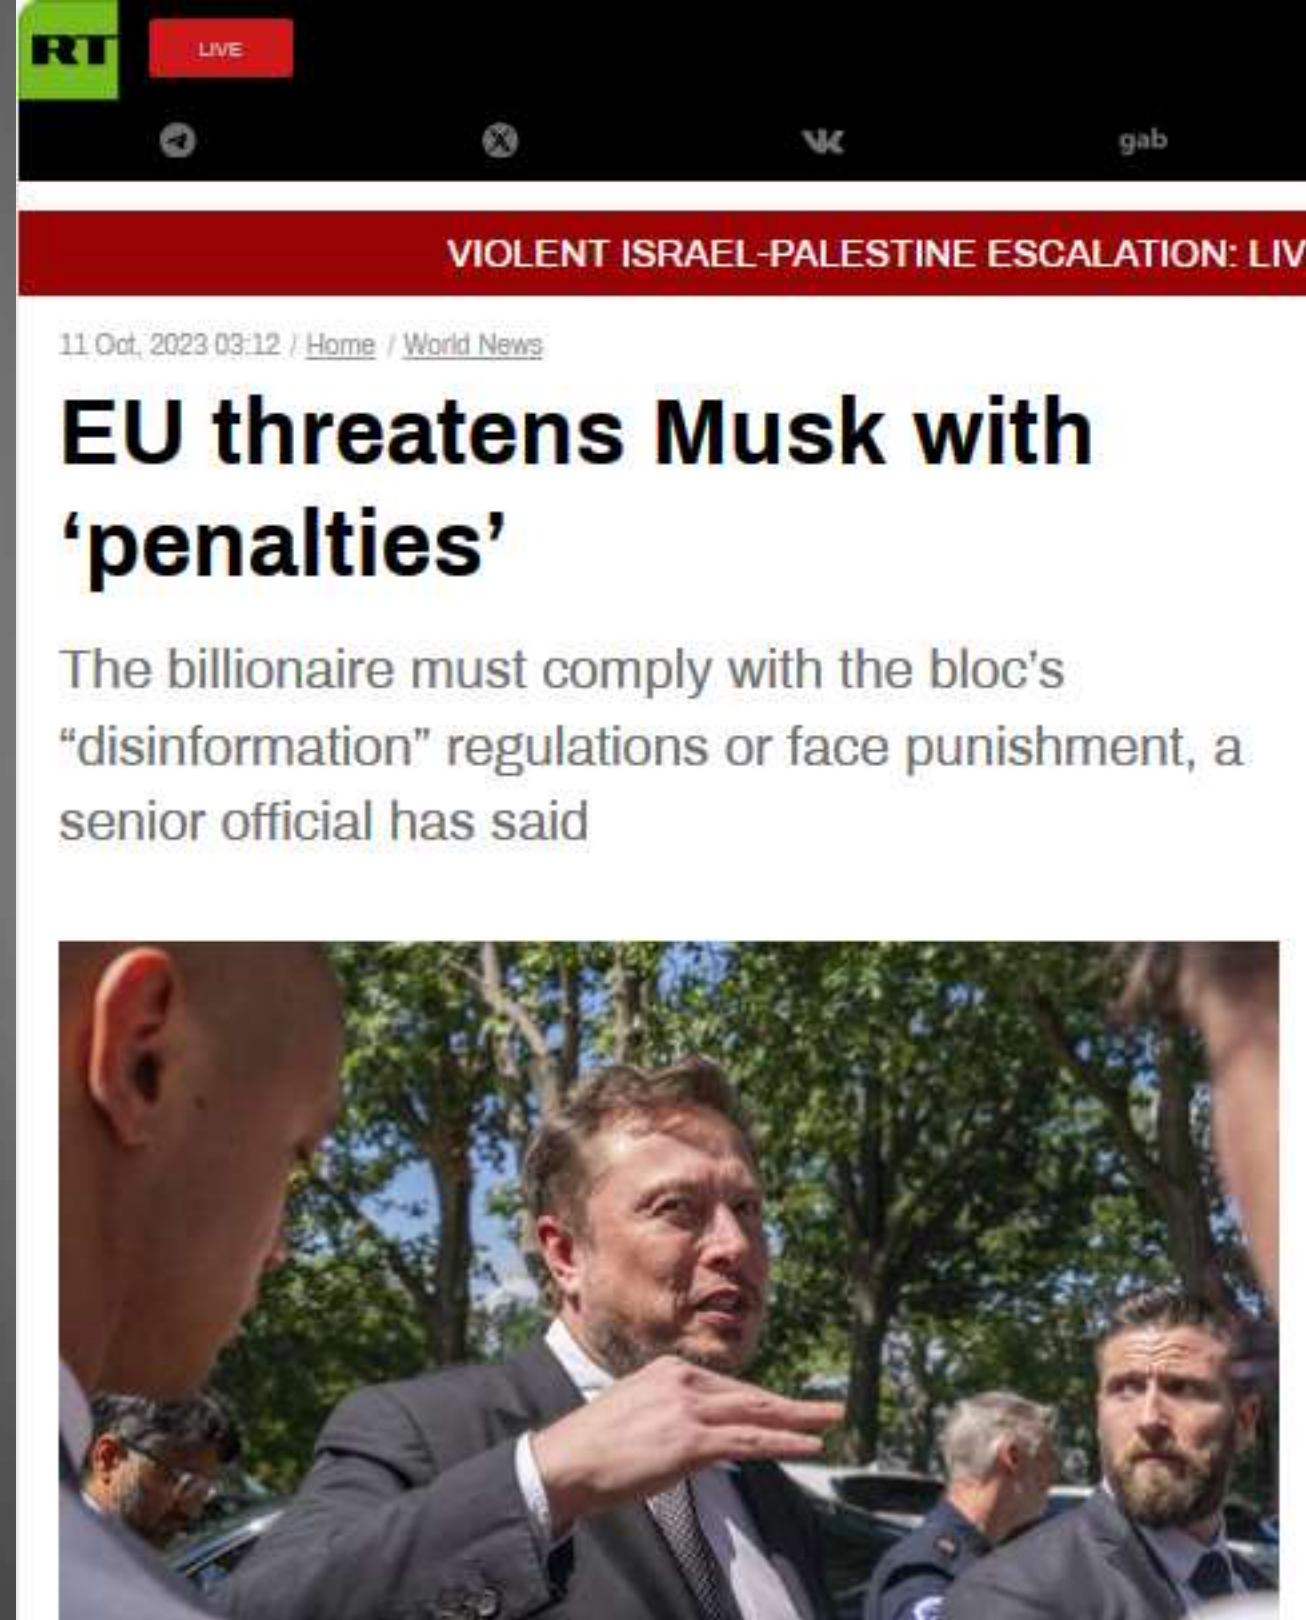 RT
LIVE
VK
gab
VIOLENT ISRAEL-PALESTINE ESCALATION: LIV
11 Oct, 2023 03:12 / Home / World News
EU threatens Musk with
‘penalties’
The billionaire must comply with the bloc’s
“disinformation” regulations or face punishment, a
senior official has said